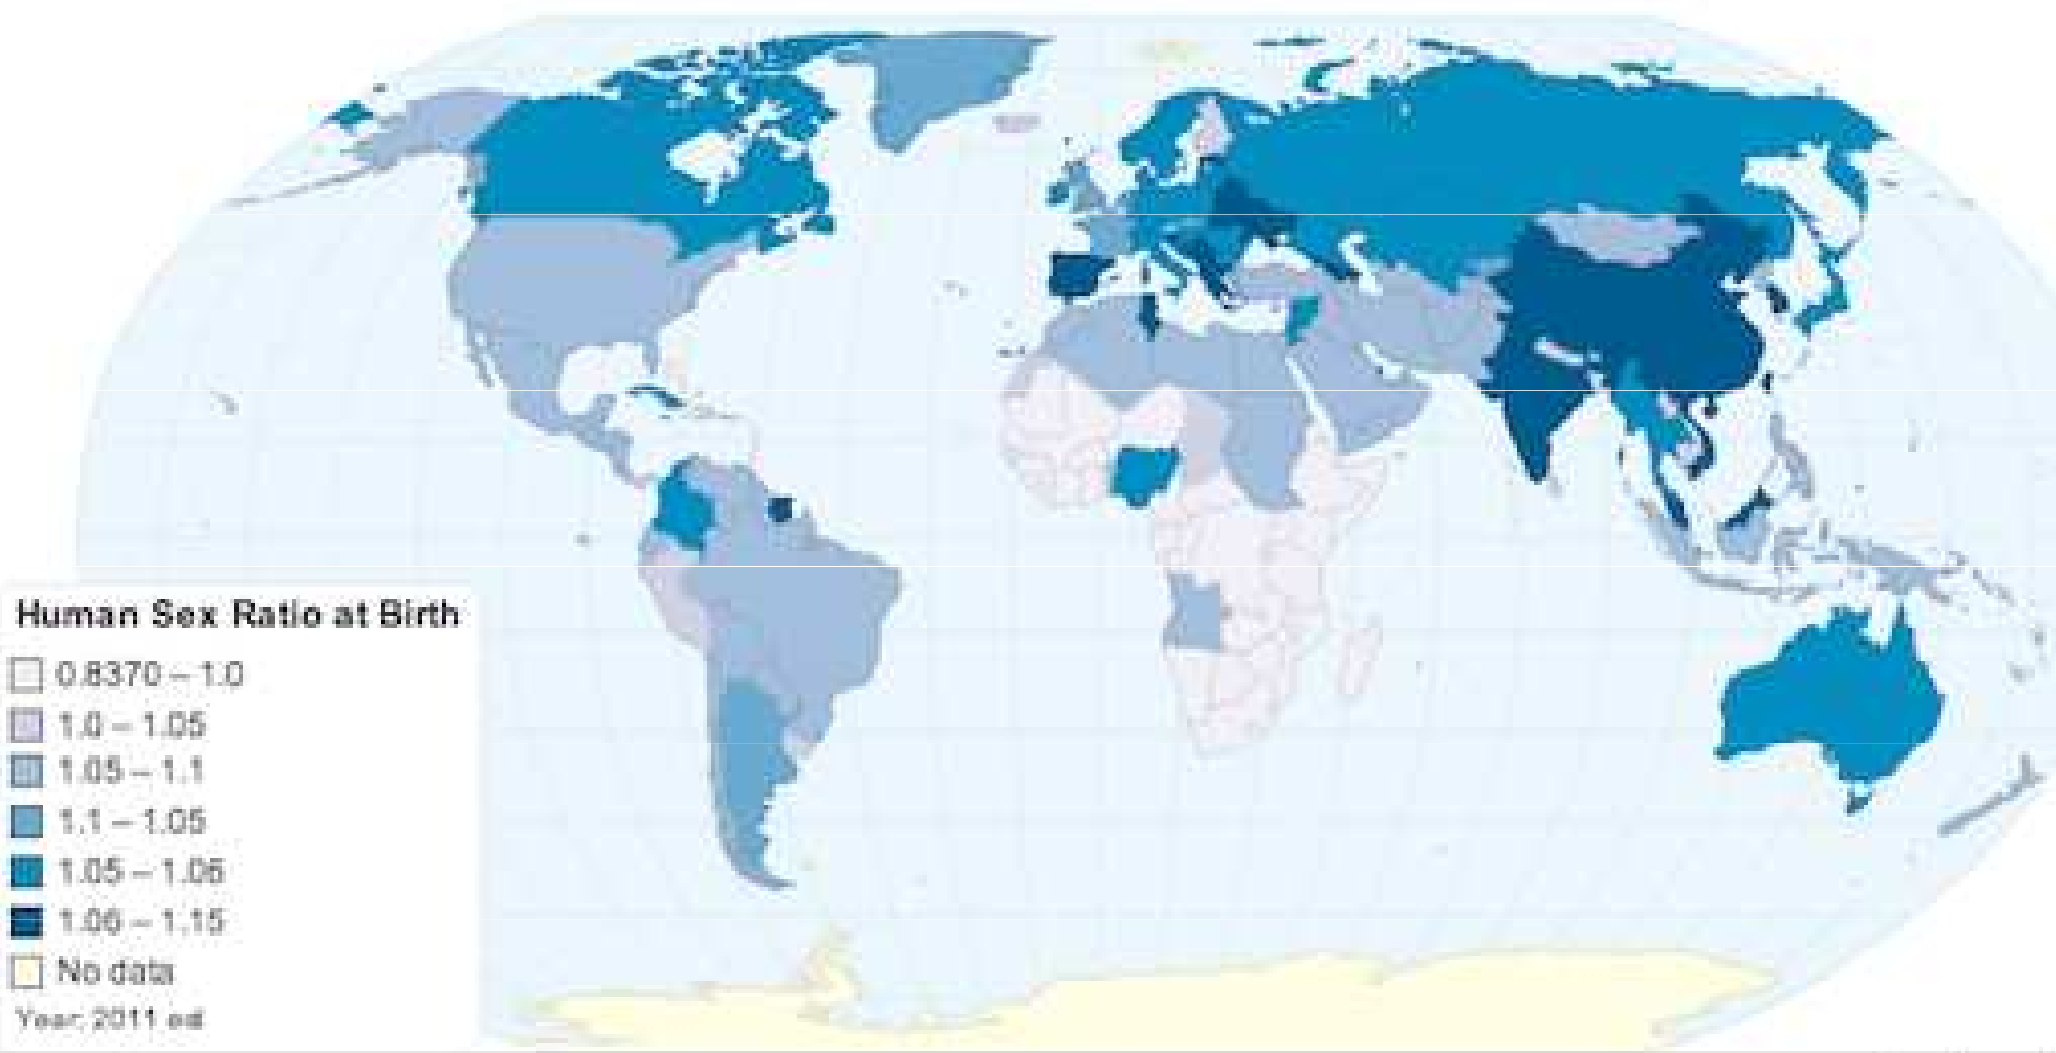 Human Sex Ratio at Birth
0.8370 – 1.0
1.0 – 1.05
1.05 – 1.1
1.1 – 1.05
1.05 – 1.06
1.06 – 1.15
No data
Year: 2011 est